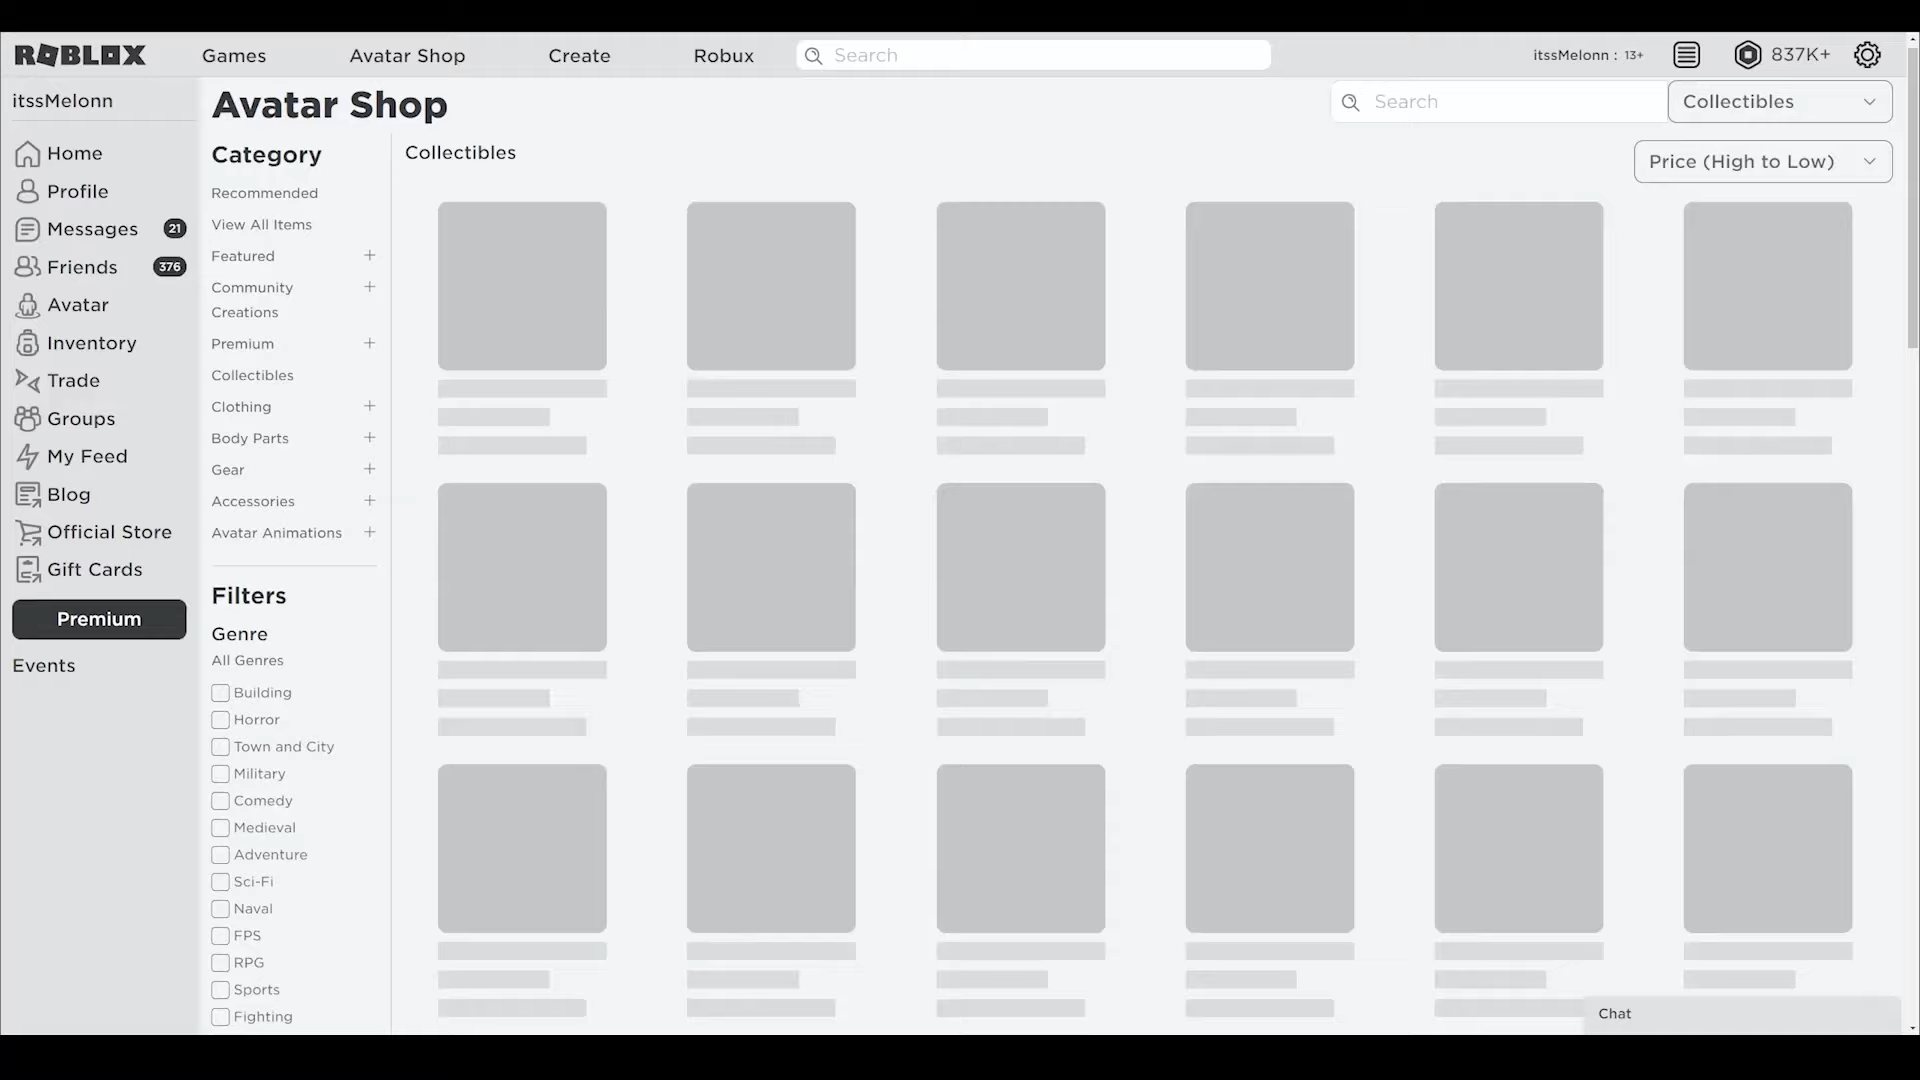 ROBLOX
Games
Avatar Shop
Create
Robux
Search
itssMelonn : 13+
837K+
itssMelonn
Home
Profile
Messages 21
Friends 376
Avatar
Inventory
Trade
Groups
My Feed
Blog
Official Store
Gift Cards
Premium
Events
Avatar Shop
Search
Collectibles
Category
Recommended
View All Items
Featured +
Community +
Creations
Premium +
Collectibles
Clothing +
Body Parts +
Gear +
Accessories +
Avatar Animations +
Filters
Genre
All Genres
Building
Horror
Town and City
Military
Comedy
Medieval
Adventure
Sci-Fi
Naval
FPS
RPG
Sports
Fighting
Collectibles
Price (High to Low)
Chat